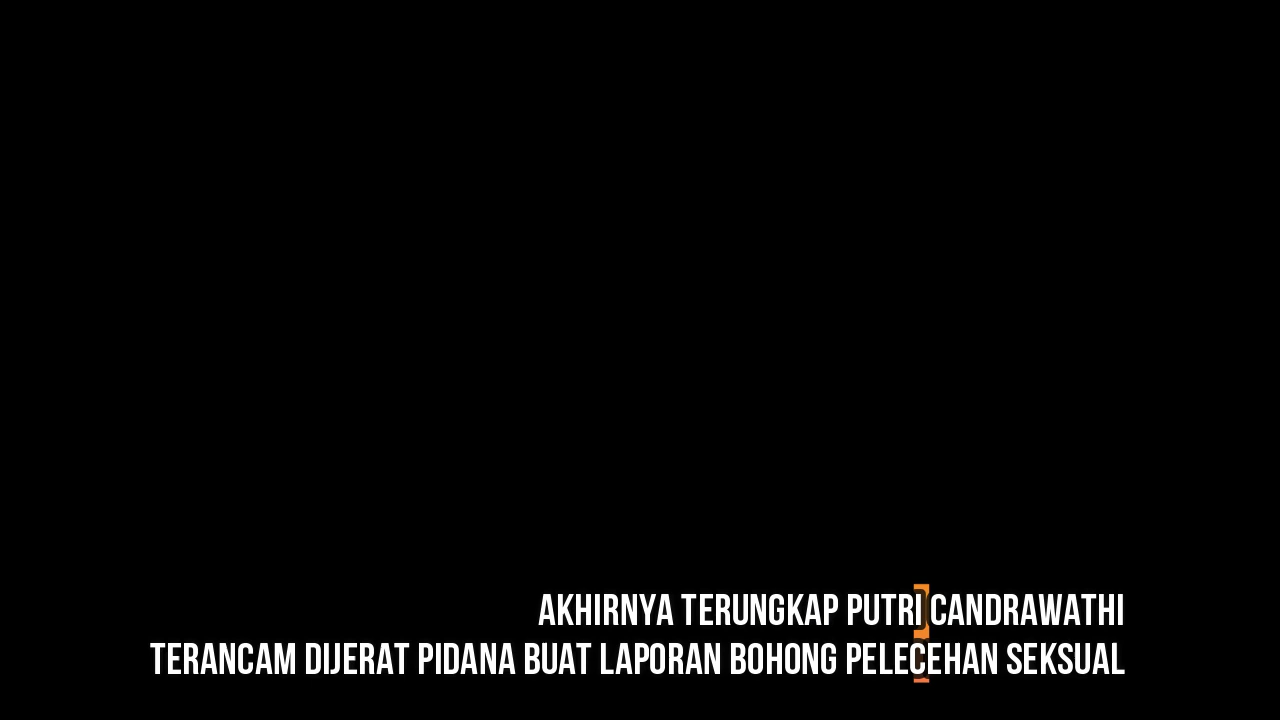 AKHIRNYA TERUNGKAP PUTRI CANDRAWATHI
TERANCAM DIJERAT PIDANA BUAT LAPORAN BOHONG PELECEHAN SEKSUAL